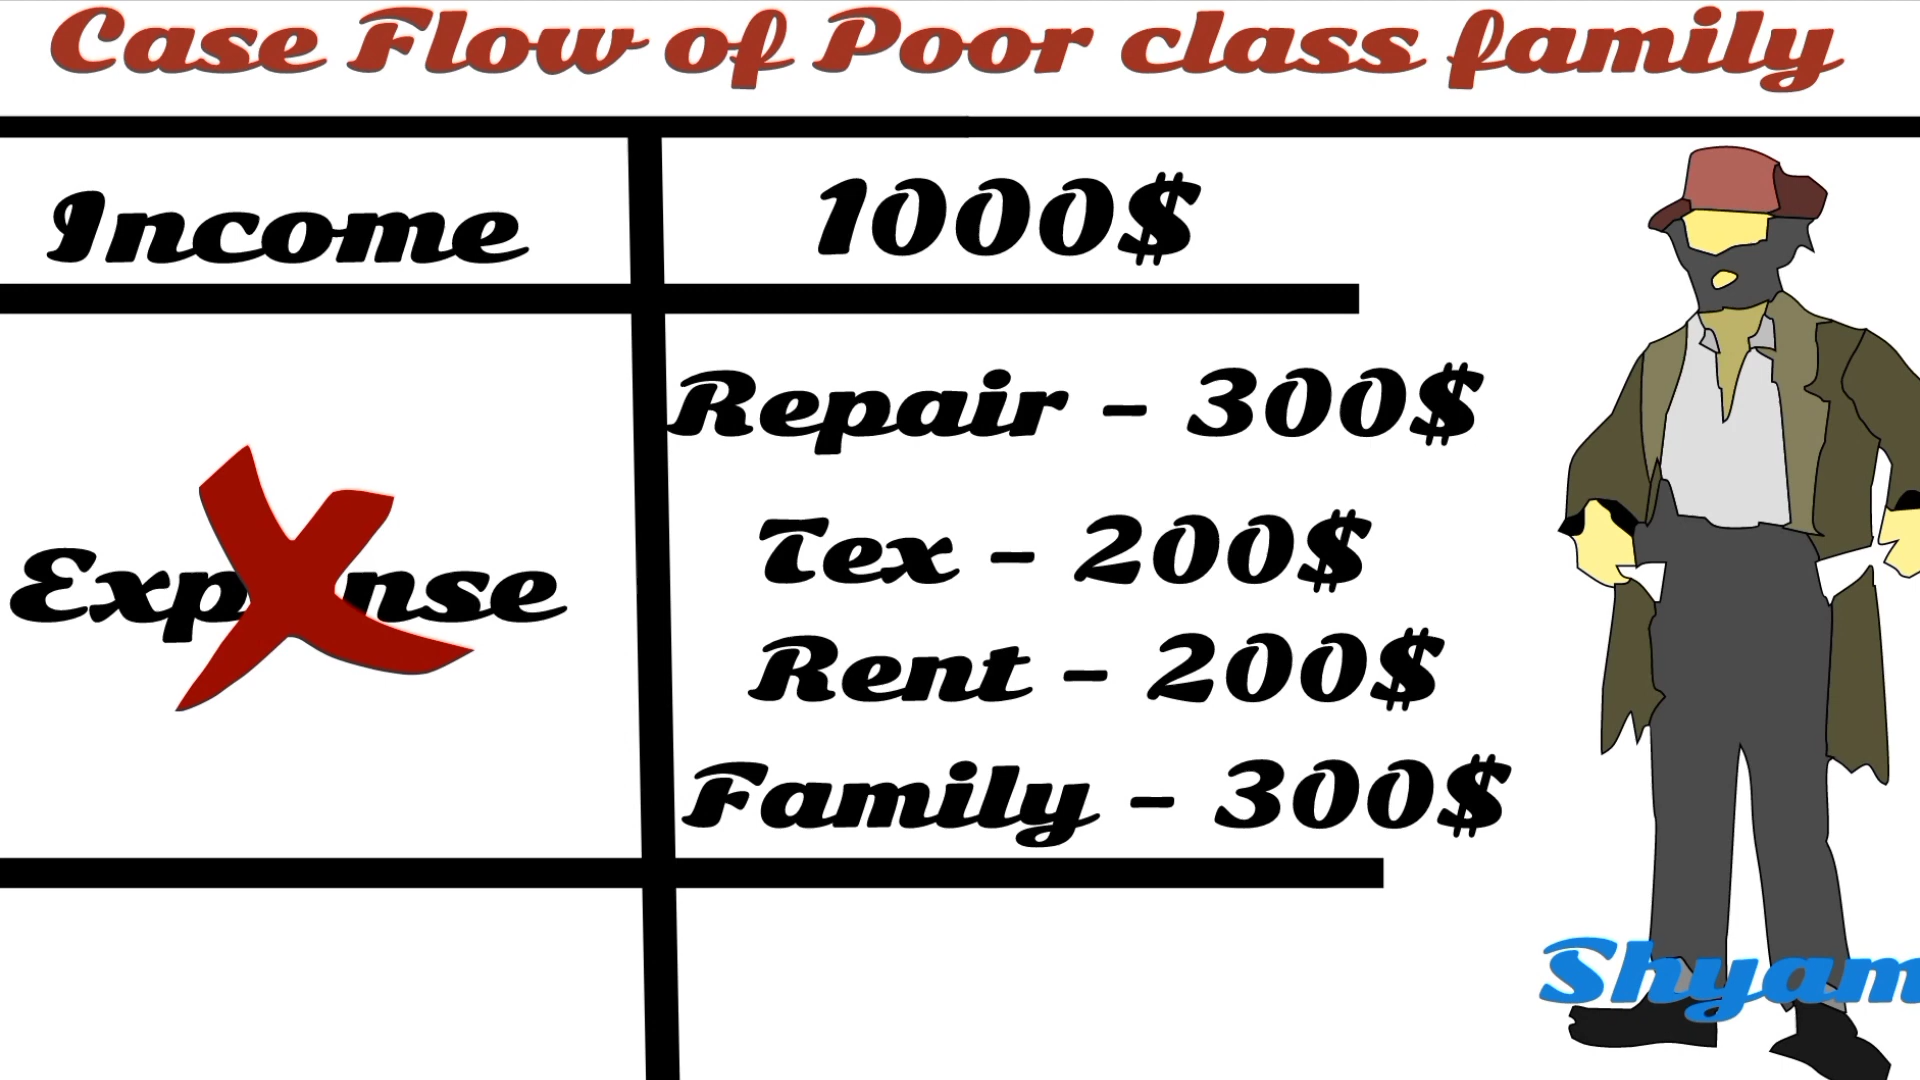 Case Flow of Poor class family
Income
1000$
Repair - 300$
Tex - 200$
Expense
Rent - 200$
Family - 300$
Shyam